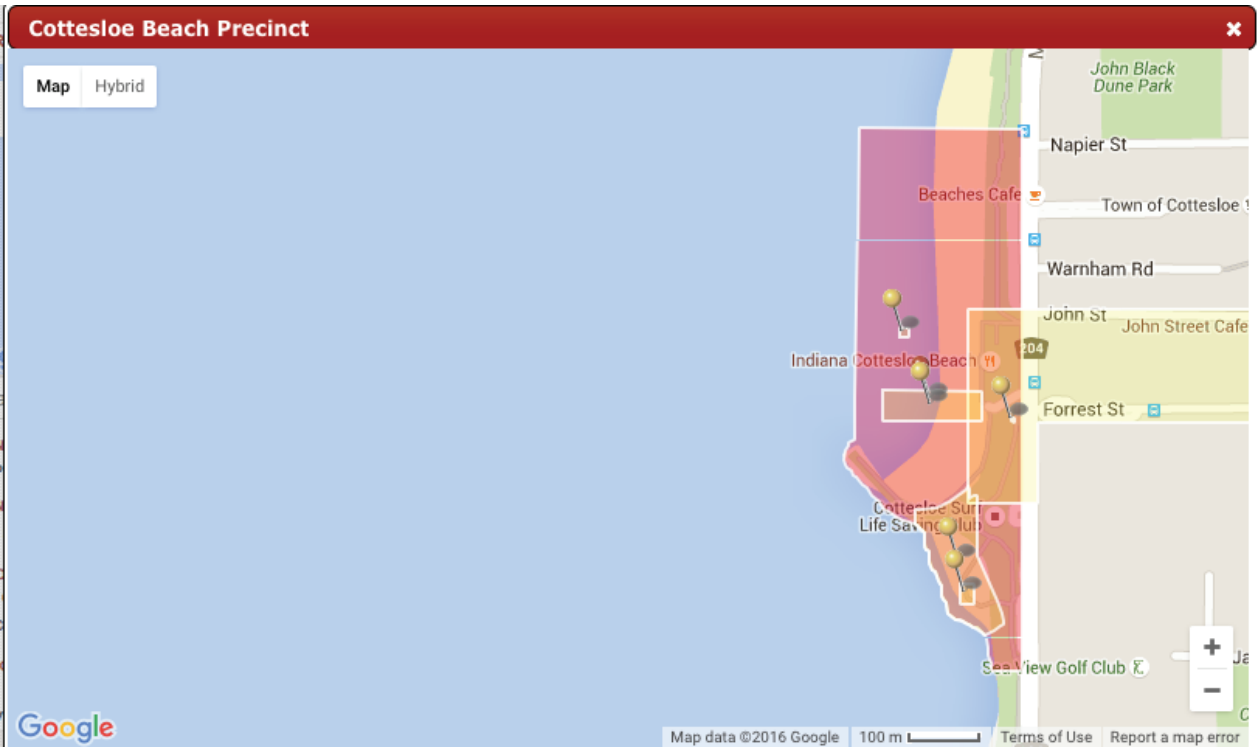 Cottesloe Beach Precinct
Map Hybrid
John Black
Dune Park
Napier St
Beaches Cafe
Town of Cottesloe
Warnham Rd
John St
John Street Cafe
204
Indiana Cottesloe Beach
Forrest St
Cottesloe Surf
Life Saving Club
Sea View Golf Club
+
−
Google
Map data ©2016 Google 100 m Terms of Use Report a map error